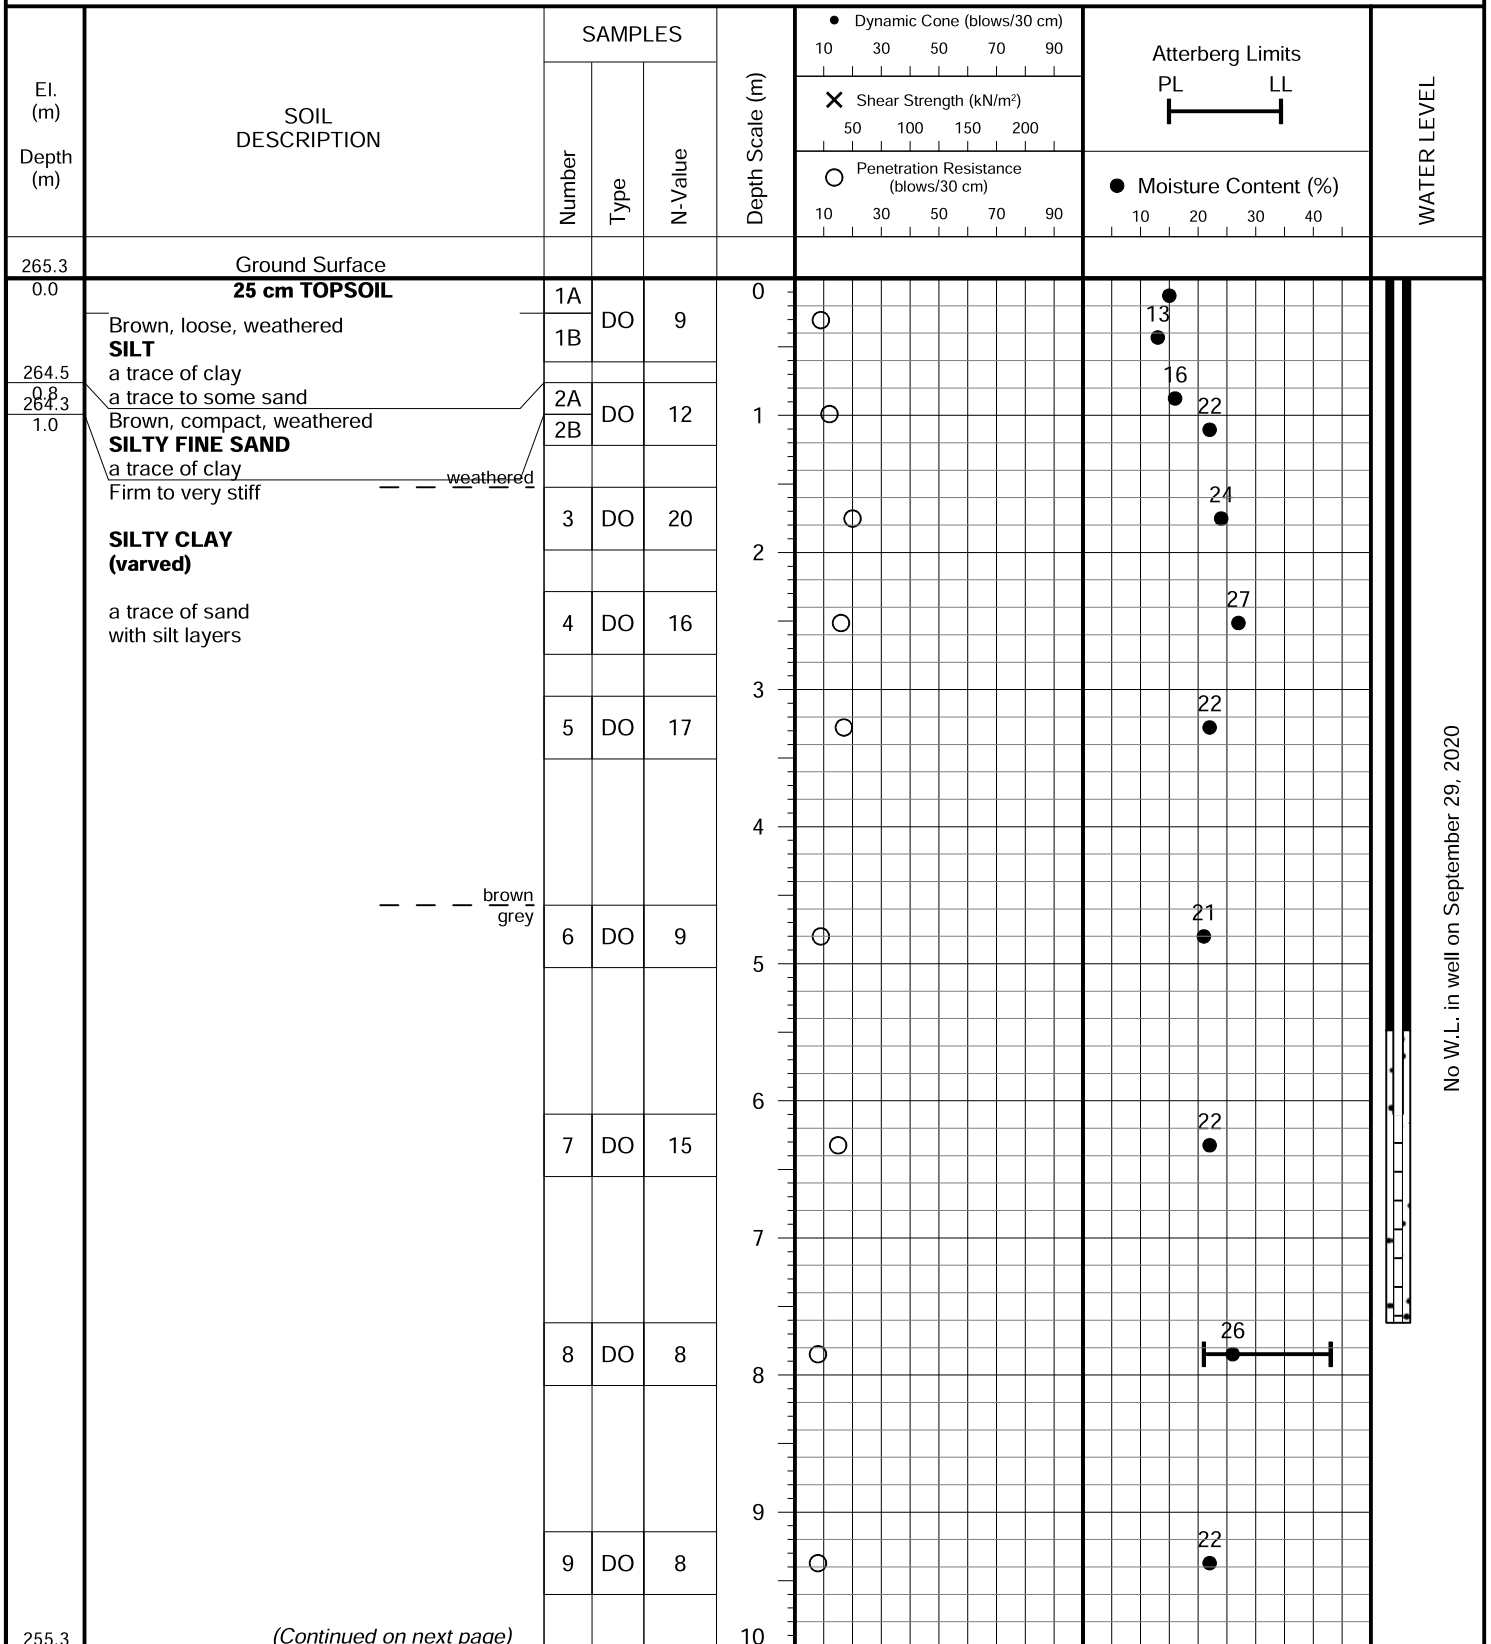 El.
(m)
Depth
(m)
SOIL
DESCRIPTION
SAMPLES
Number
Type
N-Value
Depth Scale (m)
Dynamic Cone (blows/30 cm)
10 30 50 70 90
Shear Strength (kN/m²)
50 100 150 200
Penetration Resistance
(blows/30 cm)
10 30 50 70 90
Atterberg Limits
PL LL
Moisture Content (%)
10 20 30 40
WATER LEVEL
265.3 Ground Surface
0.0 25 cm TOPSOIL 1A 0
DO 9
13
Brown, loose, weathered
1B
SILT
264.5 a trace of clay 16
0.8 a trace to some sand 2A
264.3 22
DO 12 1
1.0 Brown, compact, weathered 2B
SILTY FINE SAND
a trace of clay
weathered
Firm to very stiff 24
3 DO 20
SILTY CLAY
(varved) 2
a trace of sand 27
4 DO 16
with silt layers
3
22
5 DO 17
4
brown
grey
21
6 DO 9
5
No W.L. in well on September 29, 2020
6
22
7 DO 15
7
26
8 DO 8
8
9
22
9 DO 8
255.3 (Continued on next page) 10